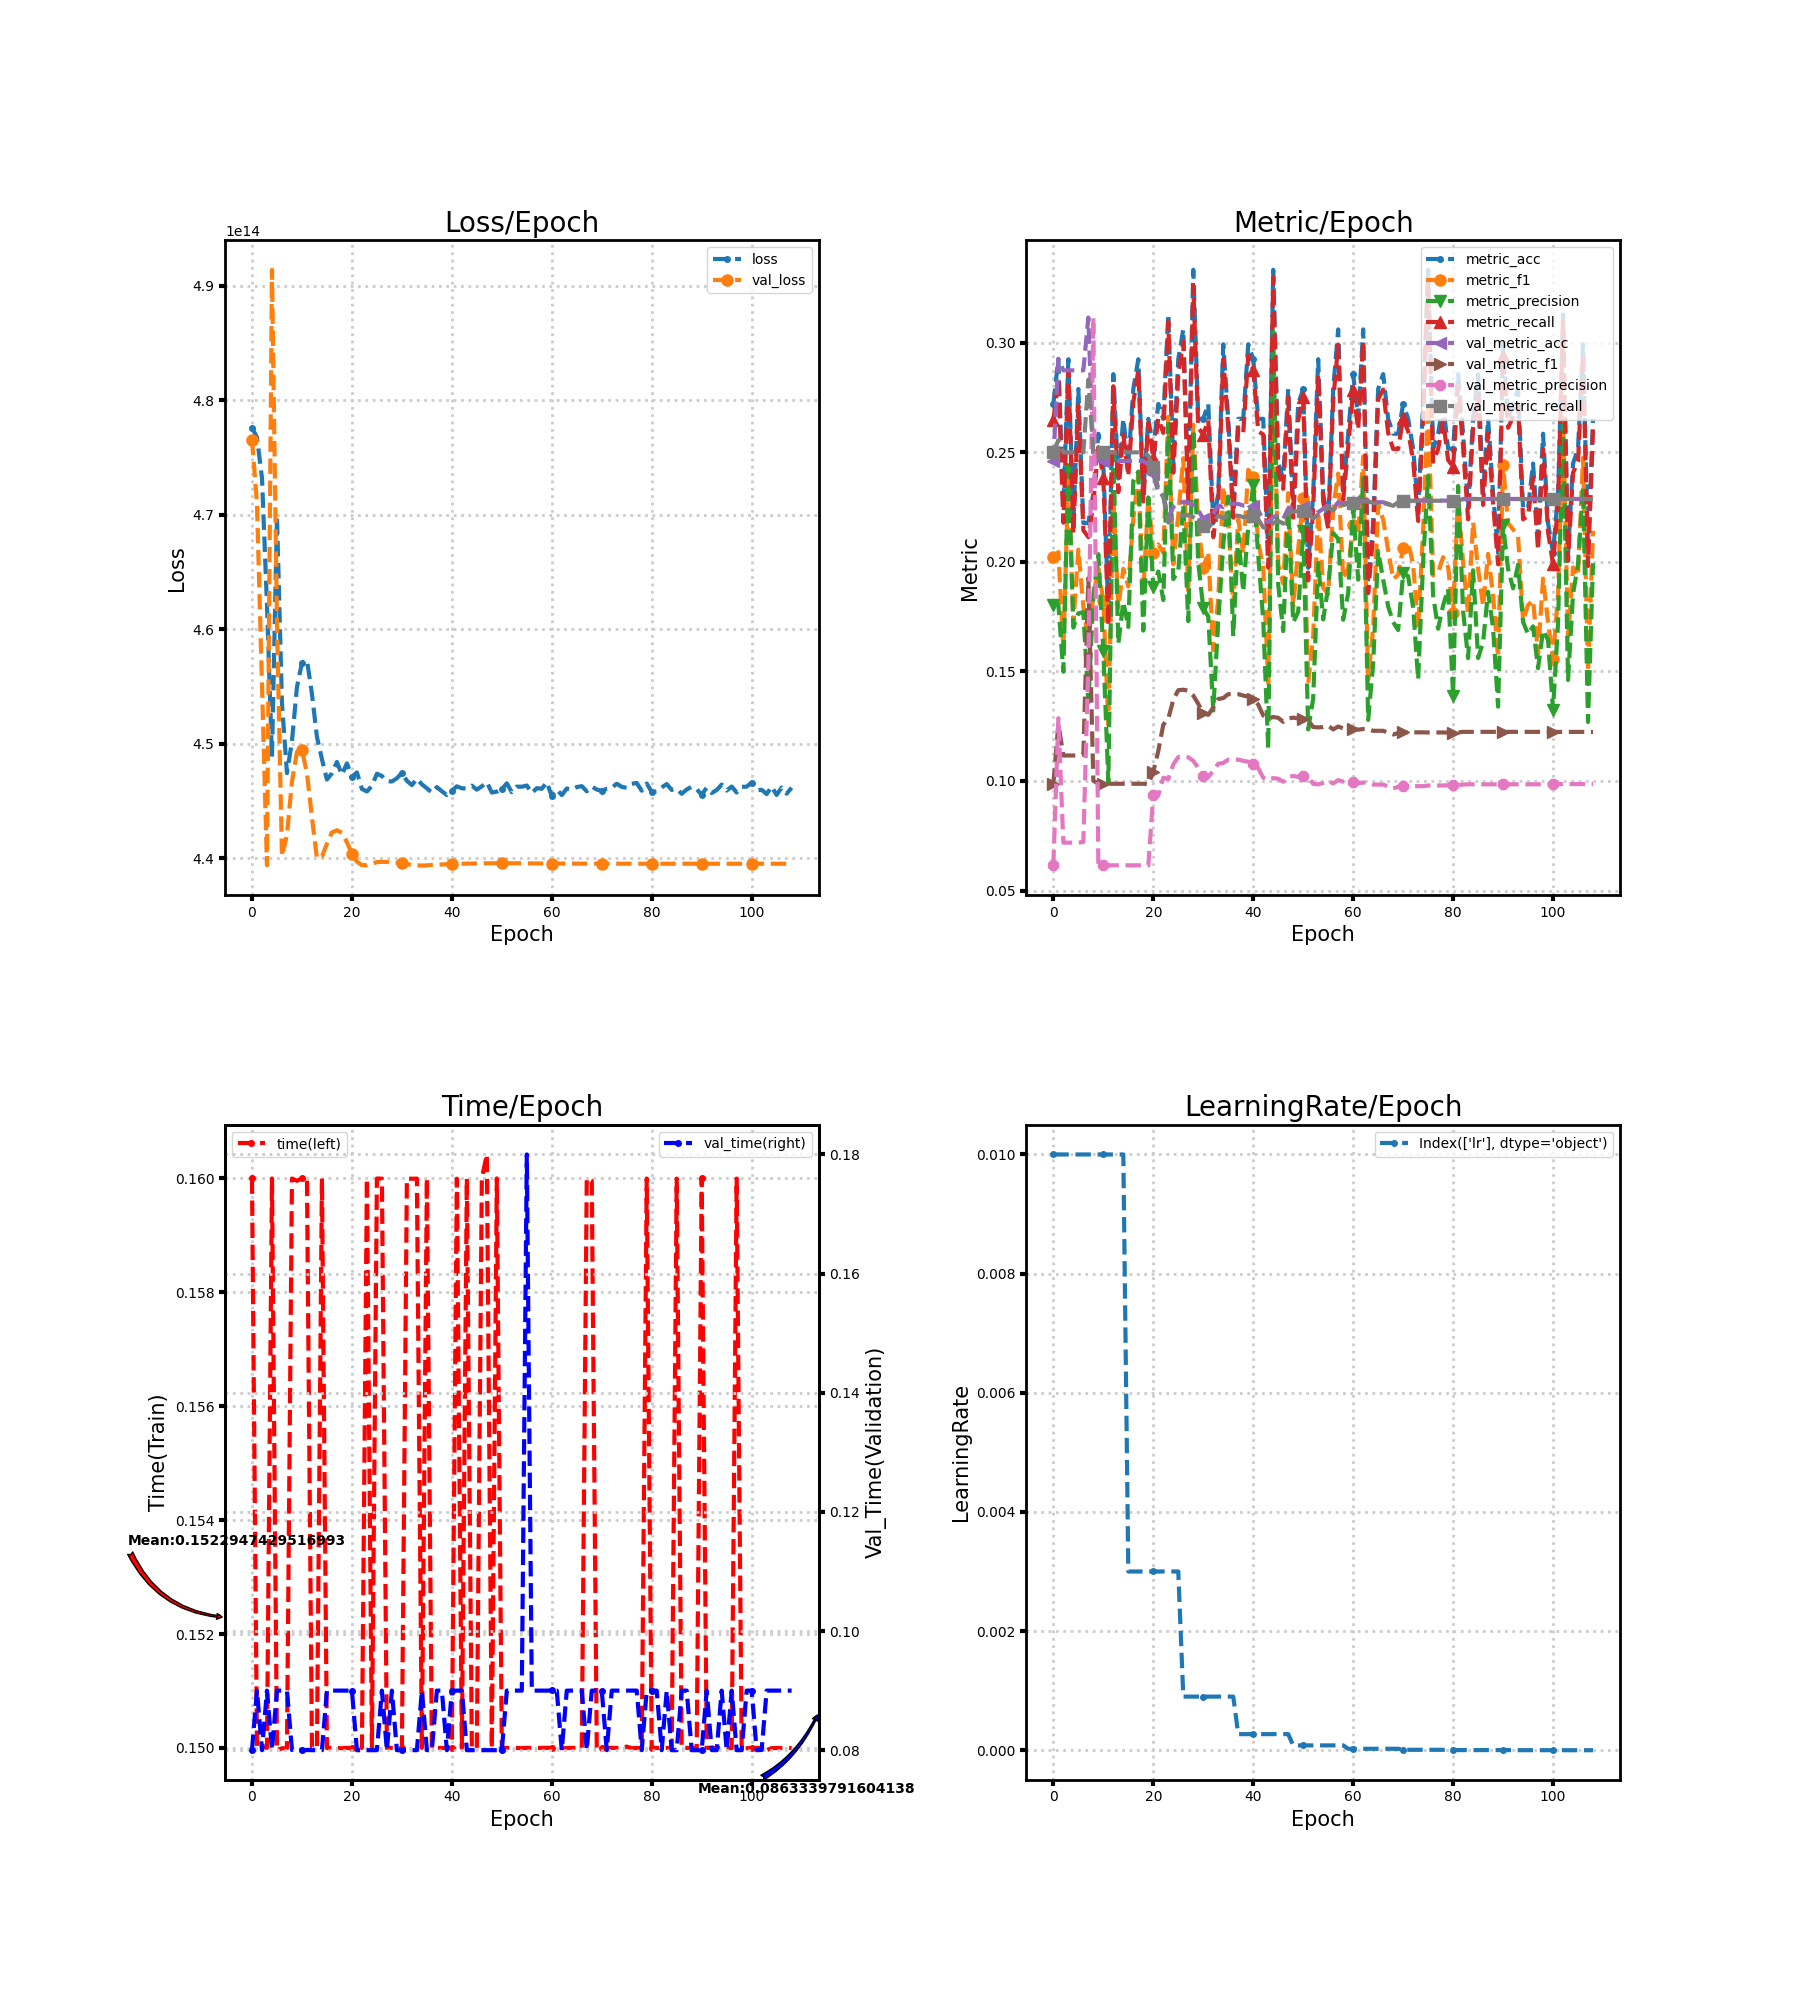 Loss/Epoch
1e14
4.9
4.8
4.7
4.6
4.5
4.4
Loss
0 20 40 60 80 100
Epoch
loss
val_loss
Metric/Epoch
0.30
0.25
0.20
0.15
0.10
0.05
Metric
0 20 40 60 80 100
Epoch
metric_acc
metric_f1
metric_precision
metric_recall
val_metric_acc
val_metric_f1
val_metric_precision
val_metric_recall
Time/Epoch
time(left)
val_time(right)
0.160
0.158
0.156
0.154
0.152
0.150
Time(Train)
Mean:0.1522947429516993
0.18
0.16
0.14
0.12
0.10
0.08
Val_Time(Validation)
Mean:0.0863339791604138
0 20 40 60 80 100
Epoch
LearningRate/Epoch
Index(['lr'], dtype='object')
0.010
0.008
0.006
0.004
0.002
0.000
LearningRate
0 20 40 60 80 100
Epoch